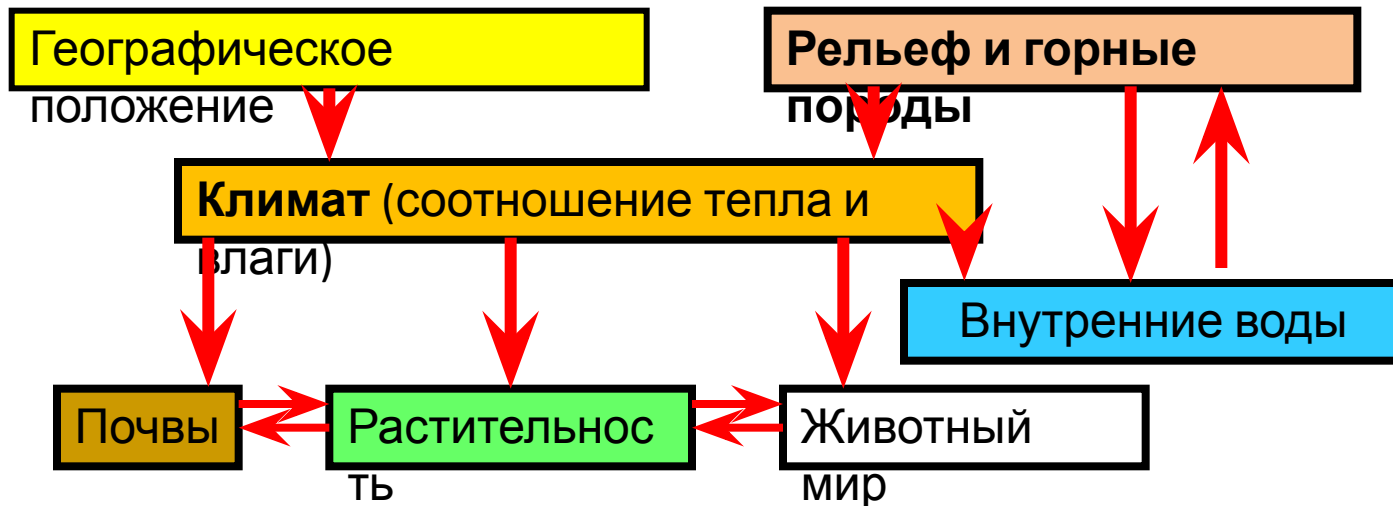 Географическое
положение
Рельеф и горные
породы
Климат (соотношение тепла и
влаги)
Внутренние воды
Почвы
Растительнос
ть
Животный
мир